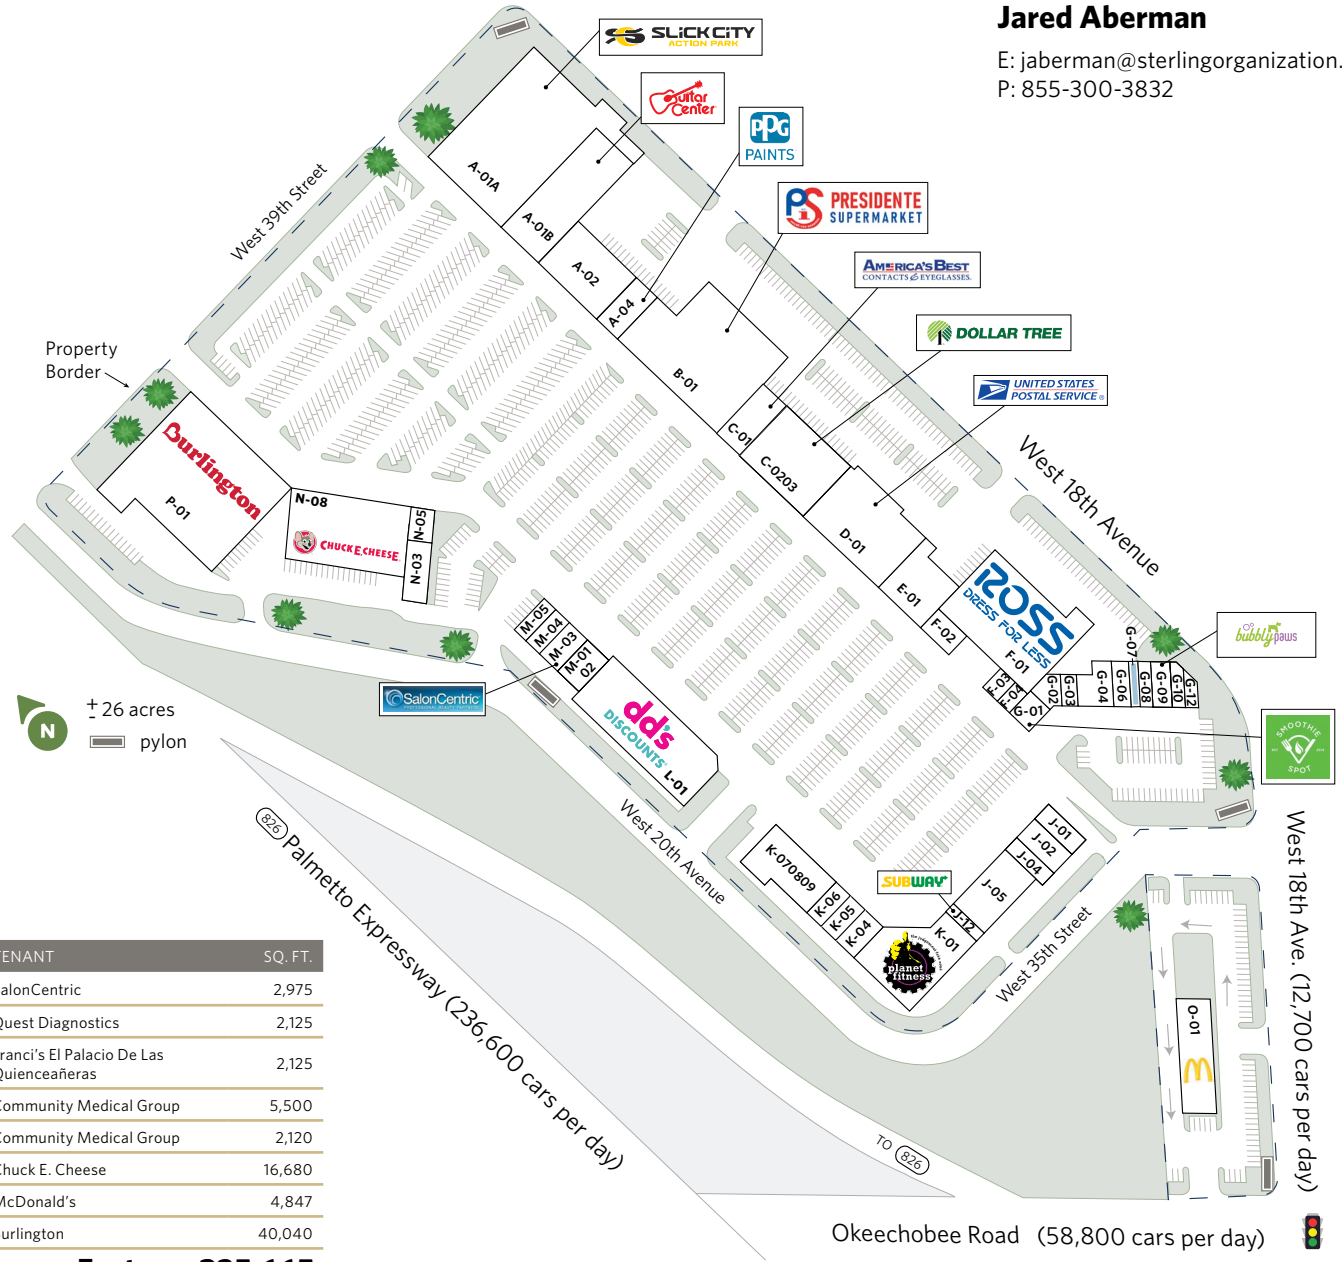 Jared Aberman
E: jaberman@sterlingorganization.
P: 855-300-3832
SLICK CITY
ACTION PARK
Guitar
Center
PPG
PAINTS
PS PRESIDENTE
SUPERMARKET
AMERICA'S BEST
CONTACTS & EYEGLASSES
DOLLAR TREE
UNITED STATES
POSTAL SERVICE®
West 39th Street
A-01A
A-01B
A-02
A-04
B-01
C-01
C-0203
D-01
E-01
F-02
ROSS
DRESS FOR LESS
F-01
F-03
F-04
G-01
G-02
G-03
G-04
G-06
G-07
G-08
G-09
G-10
G-12
West 18th Avenue
bubbly paws
SMOOTHIE
SPOT
Property
Border
Burlington
P-01
N-08
CHUCK E. CHEESE
N-05
N-03
M-05
M-04
M-03
M-01
02
SalonCentric
dd's
DISCOUNTS
L-01
N
± 26 acres
pylon
West 20th Avenue
826 Palmetto Expressway (236,600 cars per day)
K-070809
K-06
K-05
K-04
planet
fitness
K-01
SUBWAY
J-12
J-05
J-04
J-02
J-01
West 35th Street
O-01
West 18th Ave. (12,700 cars per day)
TO 826
Okeechobee Road (58,800 cars per day)
TENANT SQ. FT.
alonCentric 2,975
Quest Diagnostics 2,125
ranci's El Palacio De Las
Quienceañeras 2,125
Community Medical Group 5,500
Community Medical Group 2,120
Chuck E. Cheese 16,680
McDonald's 4,847
urlington 40,040